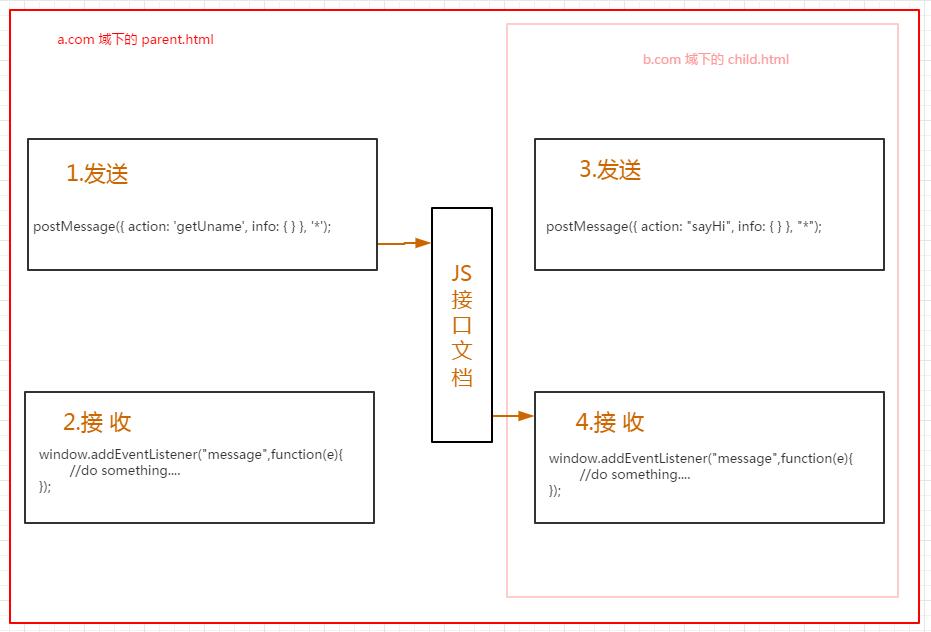 a.com 域下的 parent.html
b.com 域下的 child.html
1.发送
postMessage({ action: 'getUname', info: { } }, '*');
3.发送
postMessage({ action: "sayHi", info: { } }, "*");
JS
接
口
文
档
2.接 收
window.addEventListener("message",function(e){
//do something....
});
4.接 收
window.addEventListener("message",function(e){
//do something....
});